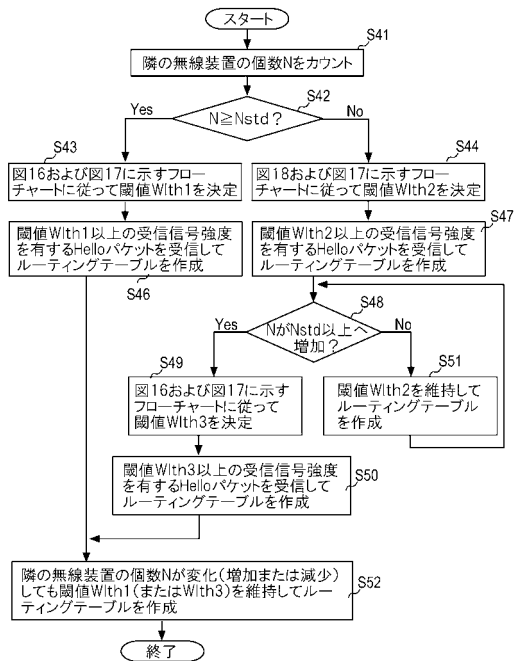 スタート
S41
隣の無線装置の個数Nをカウント
S42
N≧Nstd?
Yes
No
S43
図16および図17に示すフロー
チャートに従って閾値Wlth1を決定
S44
図18および図17に示すフロー
チャートに従って閾値Wlth2を決定
閾値Wlth1以上の受信信号強度
を有するHelloパケットを受信して
ルーティングテーブルを作成
S46
S47
閾値Wlth2以上の受信信号強度
を有するHelloパケットを受信して
ルーティングテーブルを作成
S48
NがNstd以上へ
増加?
Yes
No
S49
図16および図17に示す
フローチャートに従って
閾値Wlth3を決定
S51
閾値Wlth2を維持して
ルーティングテーブル
を作成
閾値Wlth3以上の受信信号強度
を有するHelloパケットを受信して
ルーティングテーブルを作成
S50
隣の無線装置の個数Nが変化(増加または減少)
しても閾値Wlth1(またはWlth3)を維持してルー
ティングテーブルを作成
S52
終了